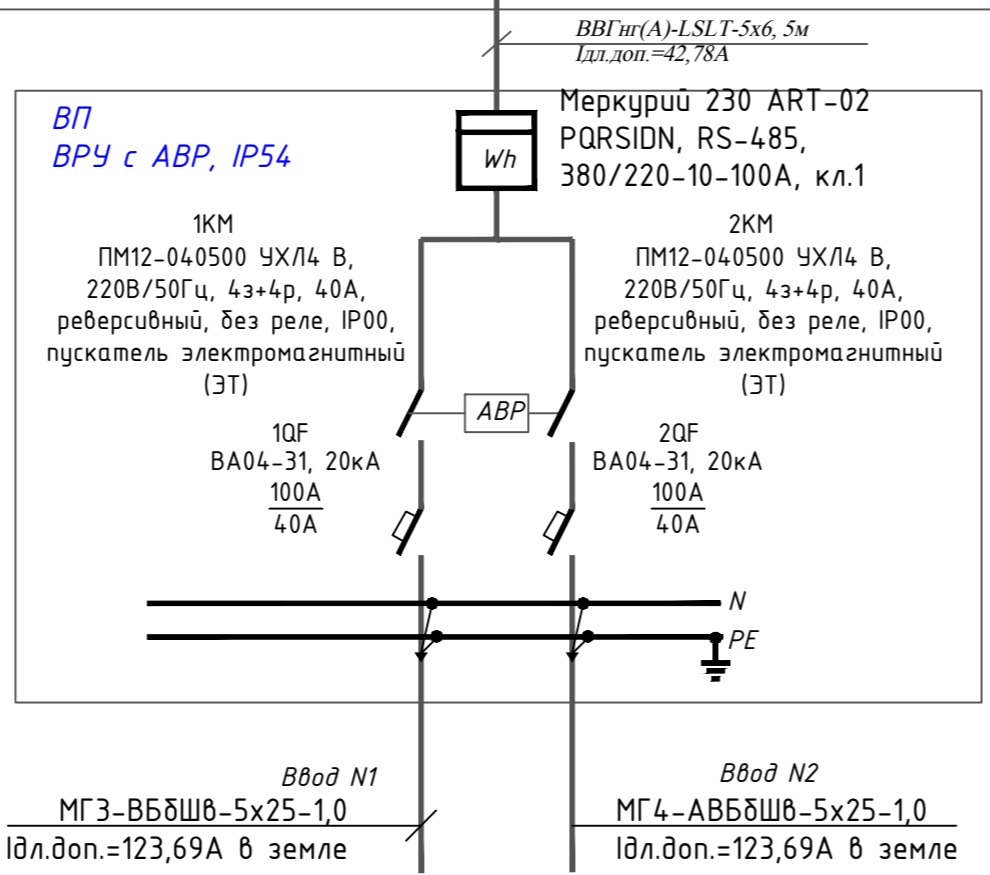 ВВГнг(А)-LSLT-5х6, 5м
Iдл.доп.=42,78А
ВП
ВРУ с АВР, IP54
Меркурий 230 ART-02
PQRSIDN, RS-485,
380/220-10-100А, кл.1
Wh
1КМ
ПМ12-040500 УХЛ4 В,
220В/50Гц, 4з+4р, 40А,
реверсивный, без реле, IP00,
пускатель электромагнитный
(ЭТ)
2КМ
ПМ12-040500 УХЛ4 В,
220В/50Гц, 4з+4р, 40А,
реверсивный, без реле, IP00,
пускатель электромагнитный
(ЭТ)
АВР
1QF
ВА04-31, 20кА
100А
40А
2QF
ВА04-31, 20кА
100А
40А
N
PE
Ввод N1
МГ3-ВБбШв-5х25-1,0
Iдл.доп.=123,69А в земле
Ввод N2
МГ4-АВБбШв-5х25-1,0
Iдл.доп.=123,69А в земле